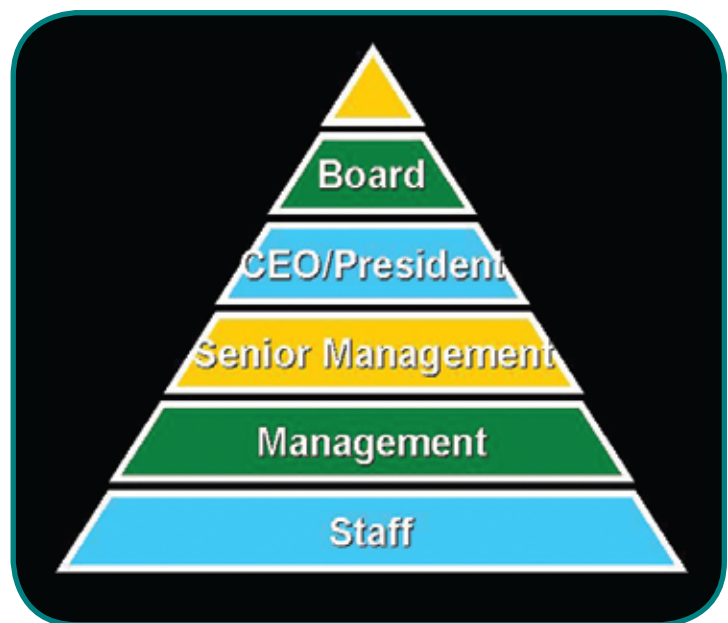 Board
CEO/President
Senior Management
Management
Staff